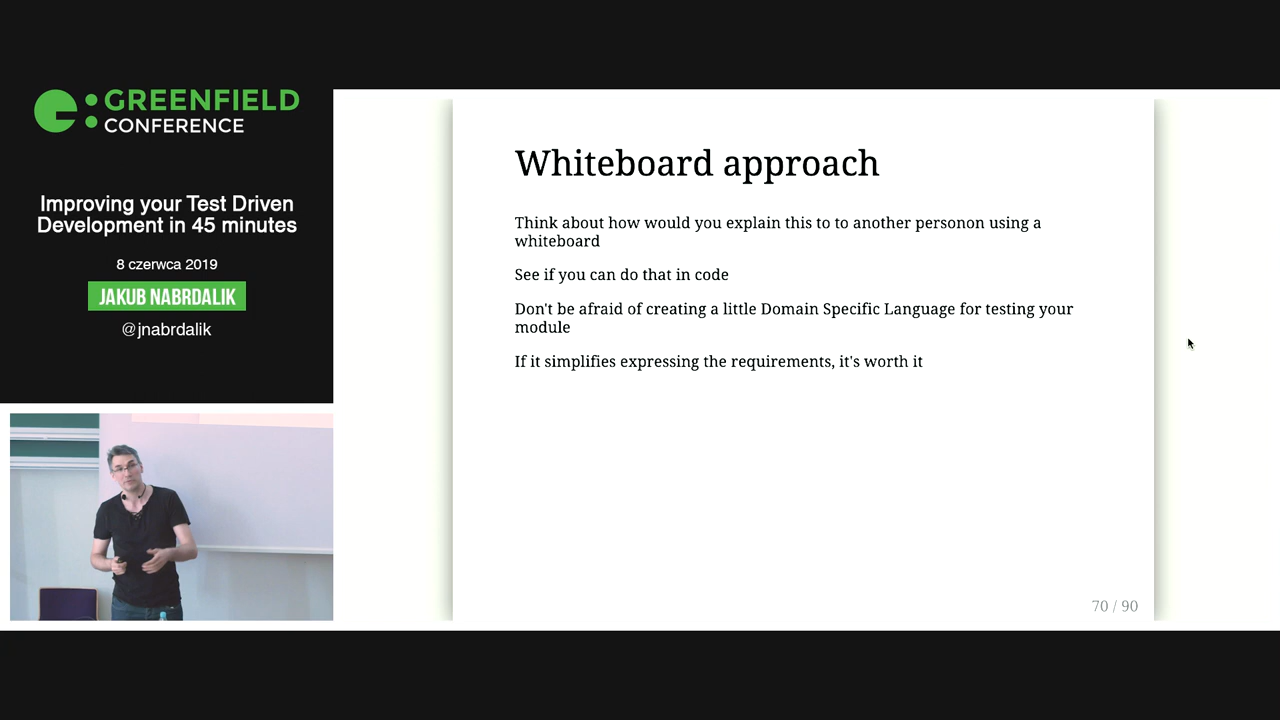 GREENFIELD
CONFERENCE
Improving your Test Driven
Development in 45 minutes
8 czerwca 2019
JAKUB NABRDALIK
@jnabrdalik
Whiteboard approach
Think about how would you explain this to to another personon using a
whiteboard
See if you can do that in code
Don't be afraid of creating a little Domain Specific Language for testing your
module
If it simplifies expressing the requirements, it's worth it
70 / 90